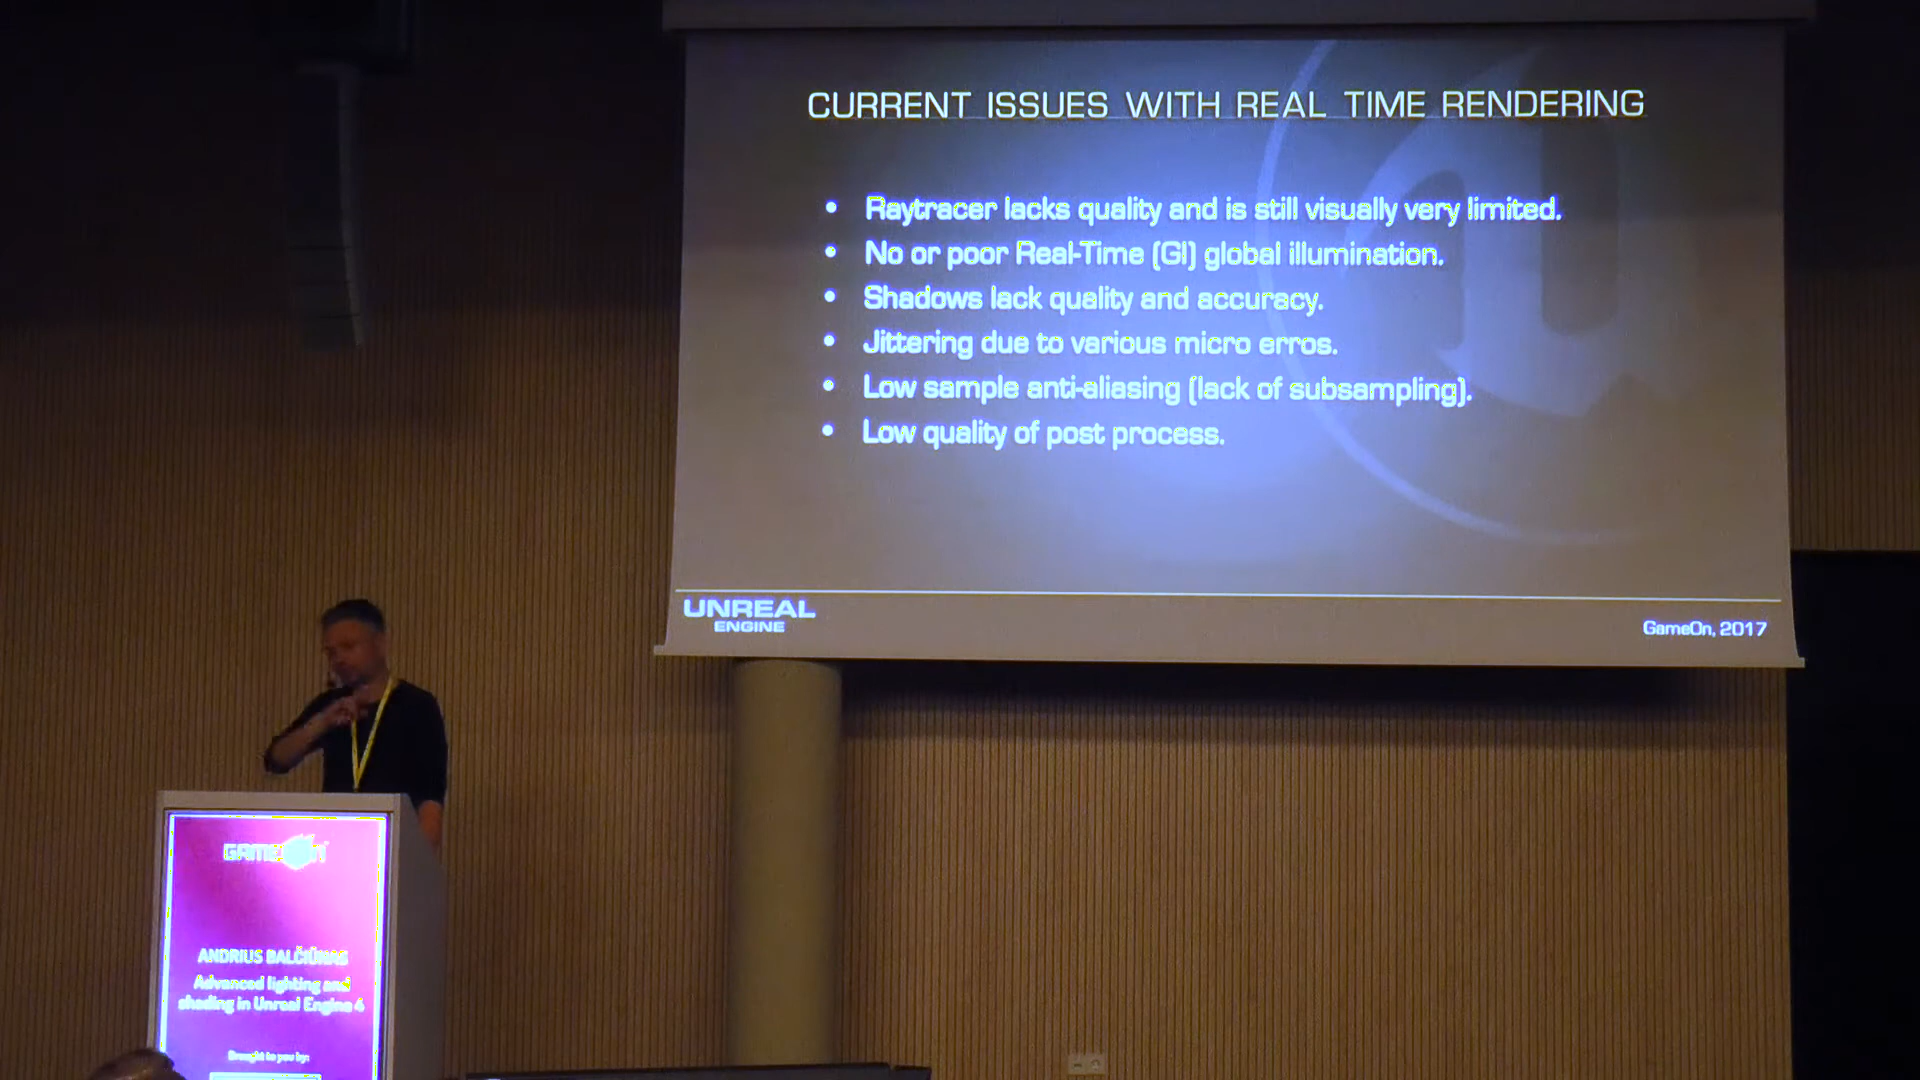 CURRENT ISSUES WITH REAL TIME RENDERING
• Raytracer lacks quality and is still visually very limited.
• No or poor Real-Time (GI) global illumination.
• Shadows lack quality and accuracy.
• Jittering due to various micro erros.
• Low sample anti-aliasing (lack of subsampling).
• Low quality of post process.
UNREAL
ENGINE
GameOn, 2017
GAMEON
ANDRIUS BALČIŪNAS
Advanced lighting and
shading in Unreal Engine 4
Brought to you by: